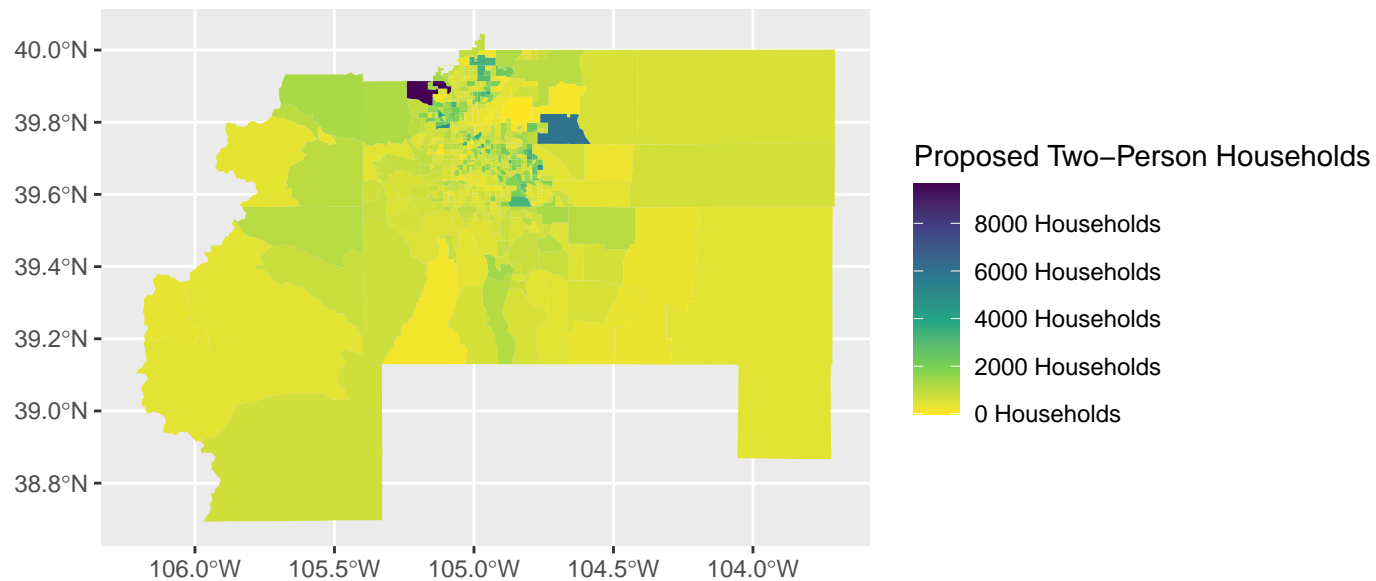 40.0°N
39.8°N
39.6°N
39.4°N
39.2°N
39.0°N
38.8°N
106.0°W 105.5°W 105.0°W 104.5°W 104.0°W
Proposed Two−Person Households
8000 Households
6000 Households
4000 Households
2000 Households
0 Households